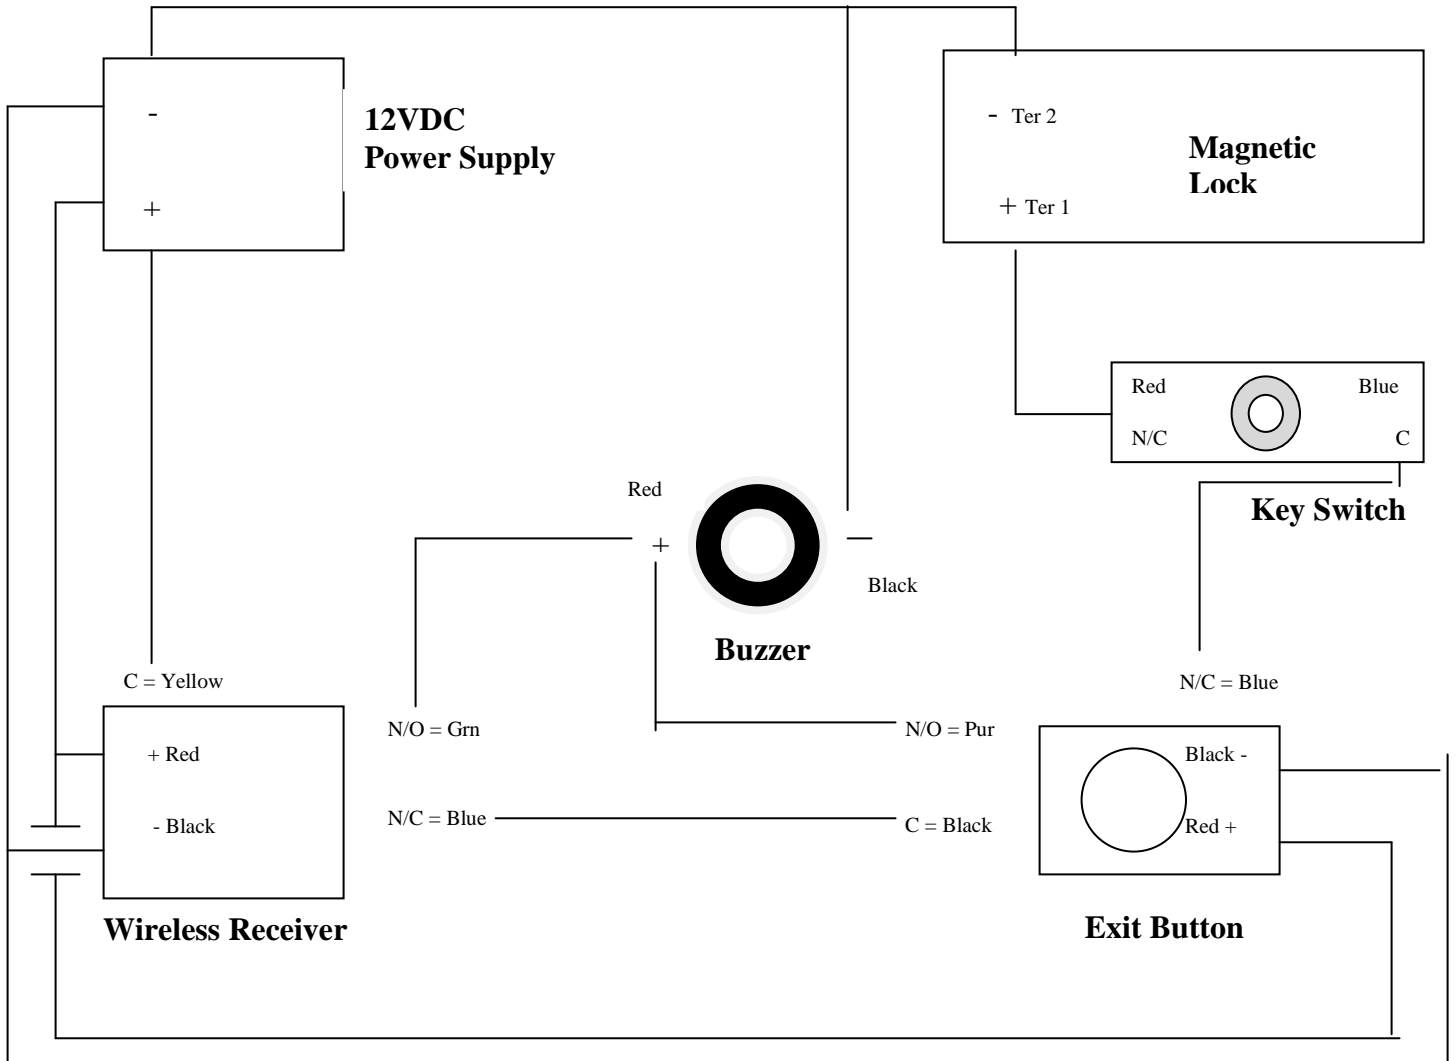 -
12VDC
Power Supply
+
- Ter 2
Magnetic
Lock
+ Ter 1
Red
Blue
N/C
C
Key Switch
Red
+
—
Black
Buzzer
C = Yellow
N/C = Blue
N/O = Grn
N/O = Pur
+ Red
Black -
- Black
N/C = Blue
C = Black
Red +
Wireless Receiver
Exit Button